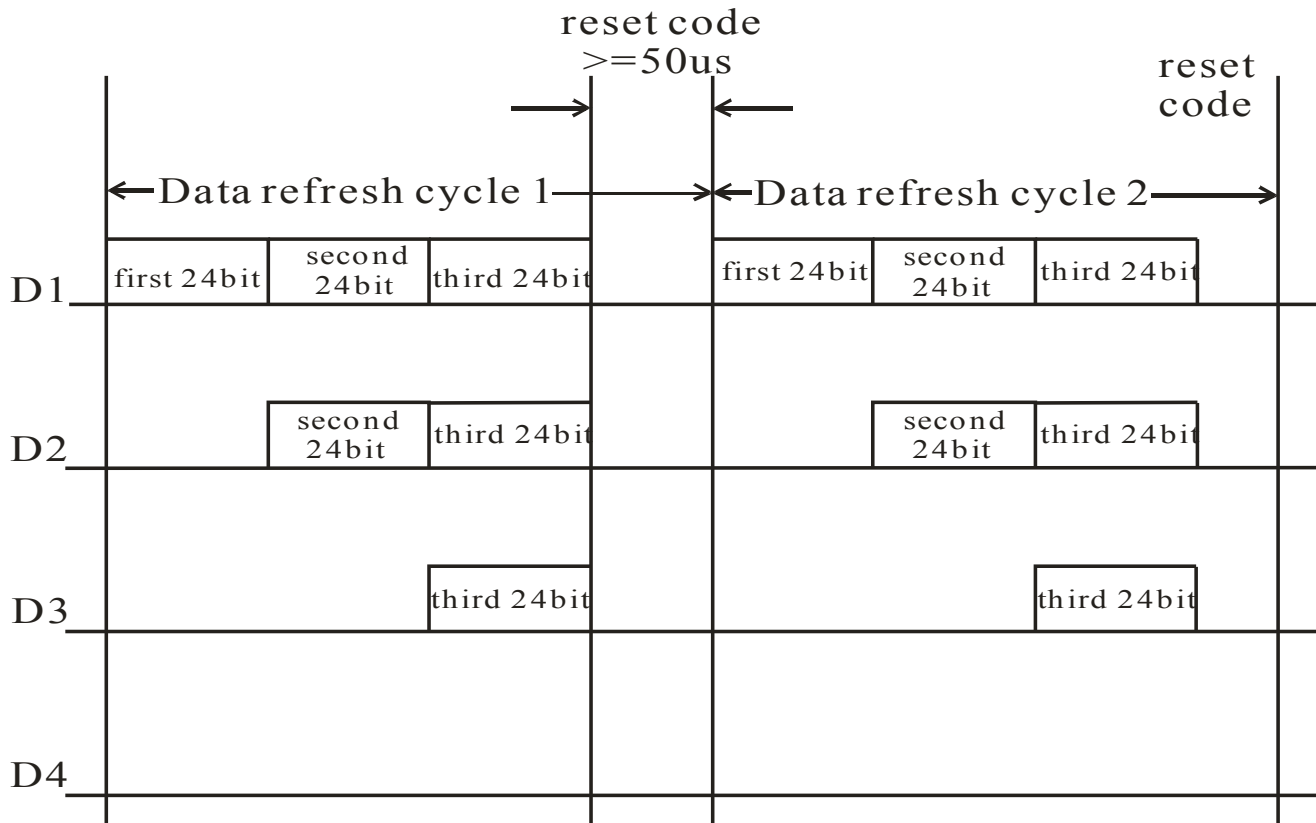 reset code
>=50us
reset
code
Data refresh cycle 1
Data refresh cycle 2
D1
first 24bit
second
24bit
third 24bit
first 24bit
second
24bit
third 24bit
D2
second
24bit
third 24bit
second
24bit
third 24bit
D3
third 24bit
third 24bit
D4